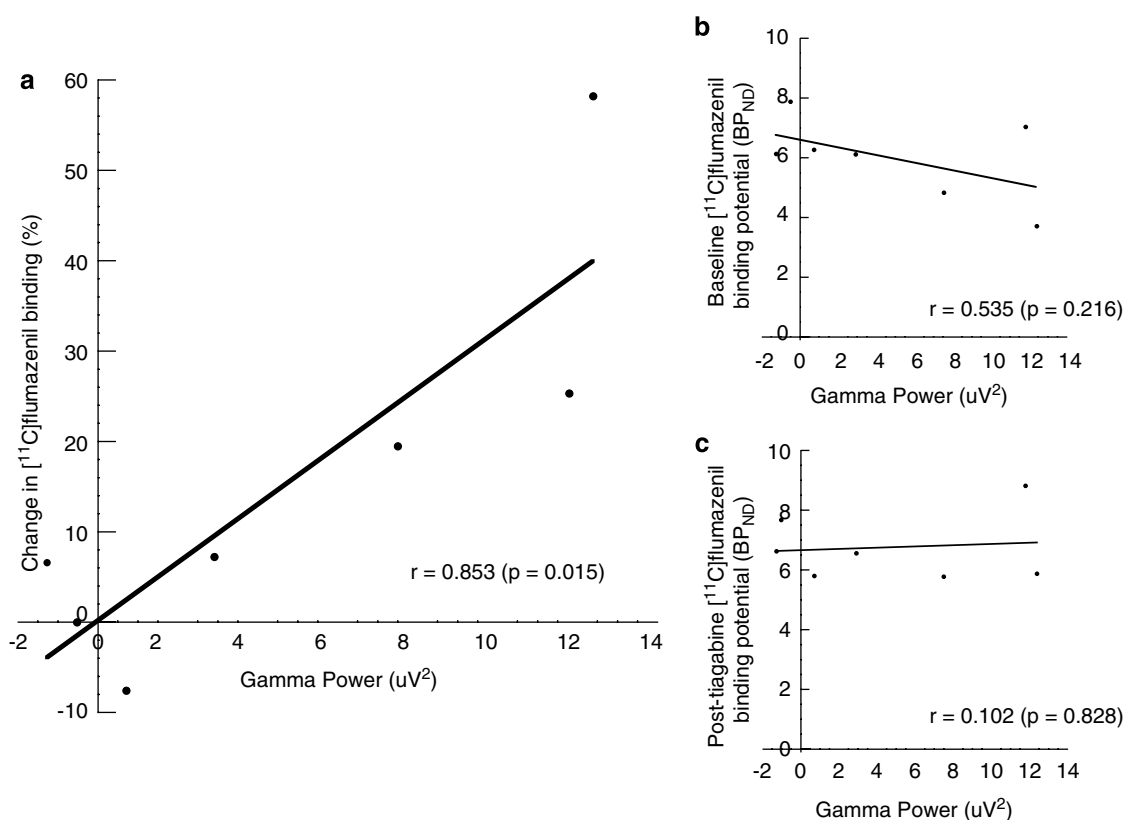 a
60
50
40
30
20
10
0
-10
-2 0 2 4 6 8 10 12 14
Change in [¹¹C]flumazenil binding (%)
r = 0.853 (p = 0.015)
Gamma Power (uV²)
b
10
8
6
4
2
0
-2 0 2 4 6 8 10 12 14
Baseline [¹¹C]flumazenil
binding potential (BP_ND)
r = 0.535 (p = 0.216)
Gamma Power (uV²)
c
10
8
6
4
2
0
-2 0 2 4 6 8 10 12 14
Post-tiagabine [¹¹C]flumazenil
binding potential (BP_ND)
r = 0.102 (p = 0.828)
Gamma Power (uV²)